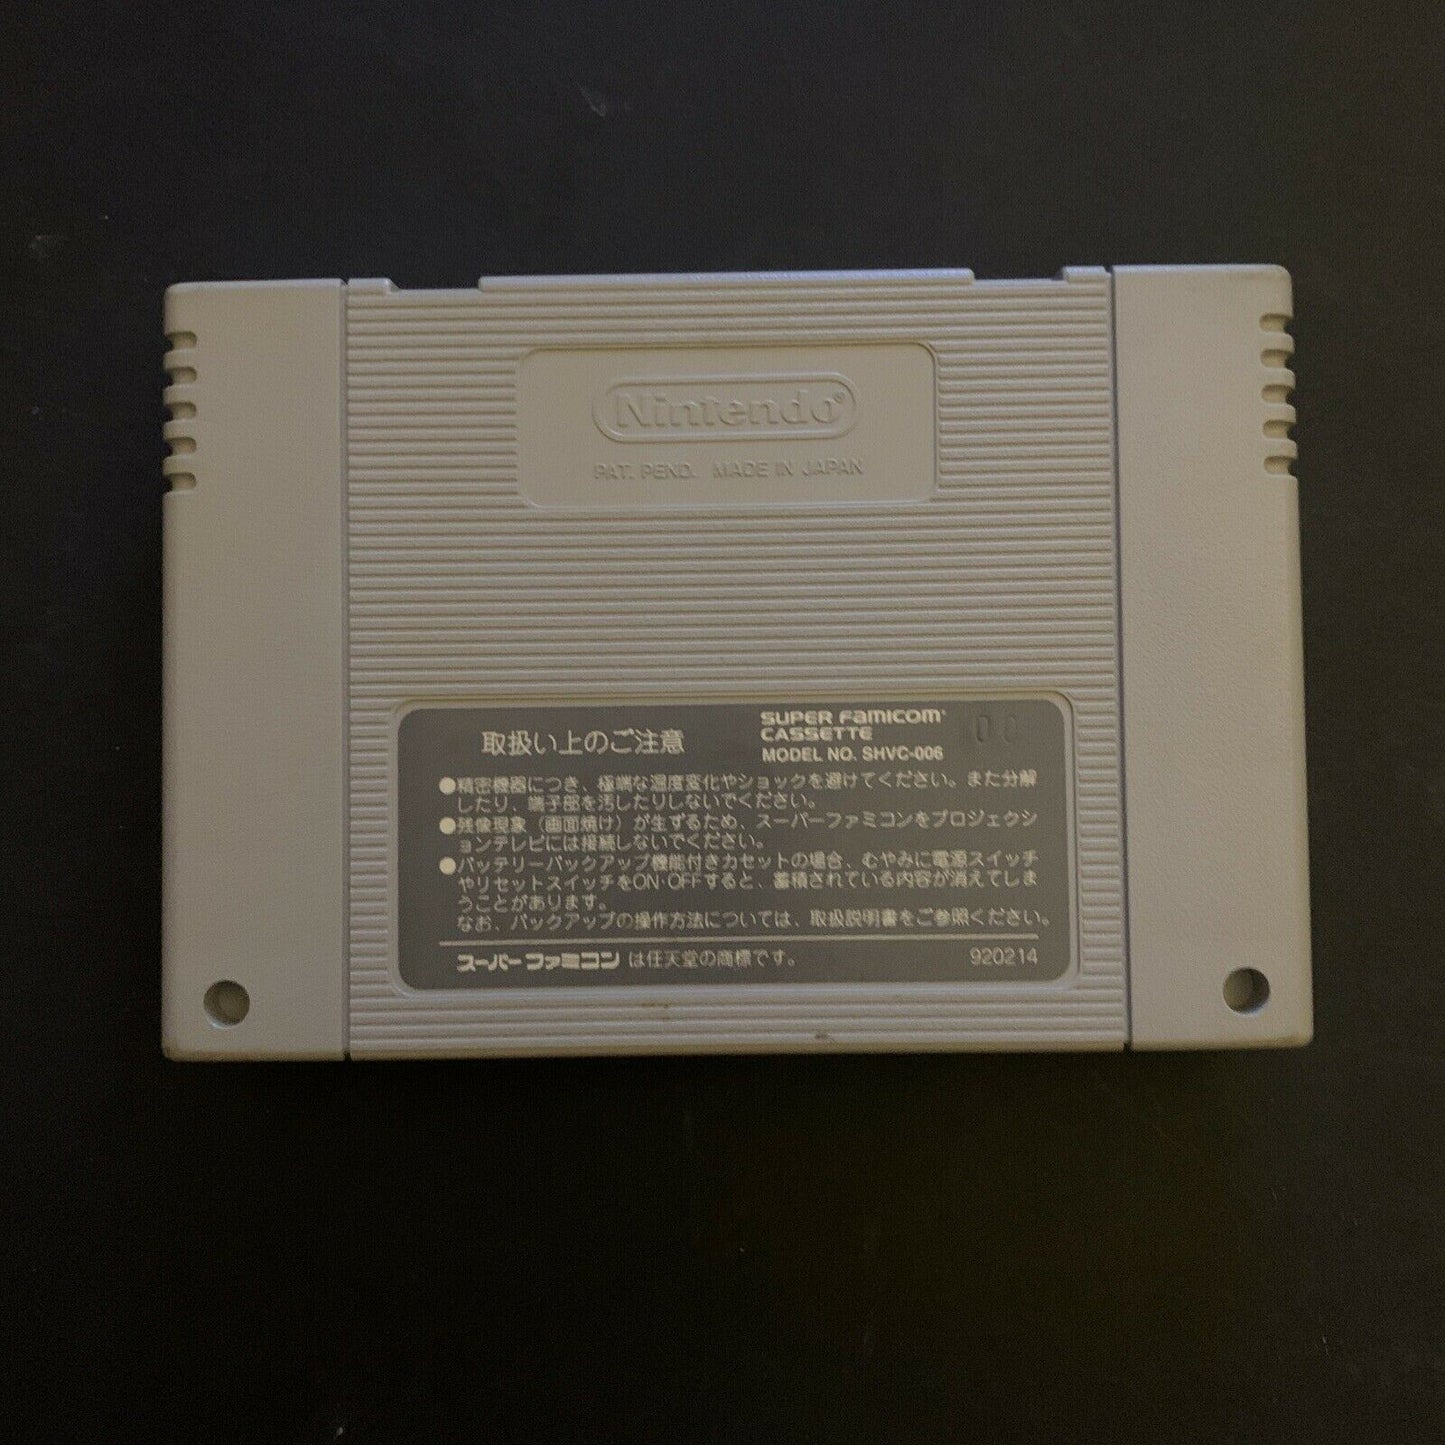 Nintendo®
PAT. PEND. MADE IN JAPAN
取扱い上のご注意
SUPER FAMICOM
CASSETTE
MODEL NO. SHVC-006
●精密機器につき、極端な温度変化やショックを避けてください。また分解
したり、端子部を汚したりしないでください。
●残像現象（画面焼け）が生ずるため、スーパーファミコンをプロジェクシ
ョンテレビには接続しないでください。
●バッテリーバックアップ機能付きカセットの場合、むやみに電源スイッチ
やリセットスイッチをON・OFFすると、蓄積されている内容が消えてしま
うことがあります。
なお、バックアップの操作方法については、取扱説明書をご参照ください。
スーパーファミコンは任天堂の商標です。
920214